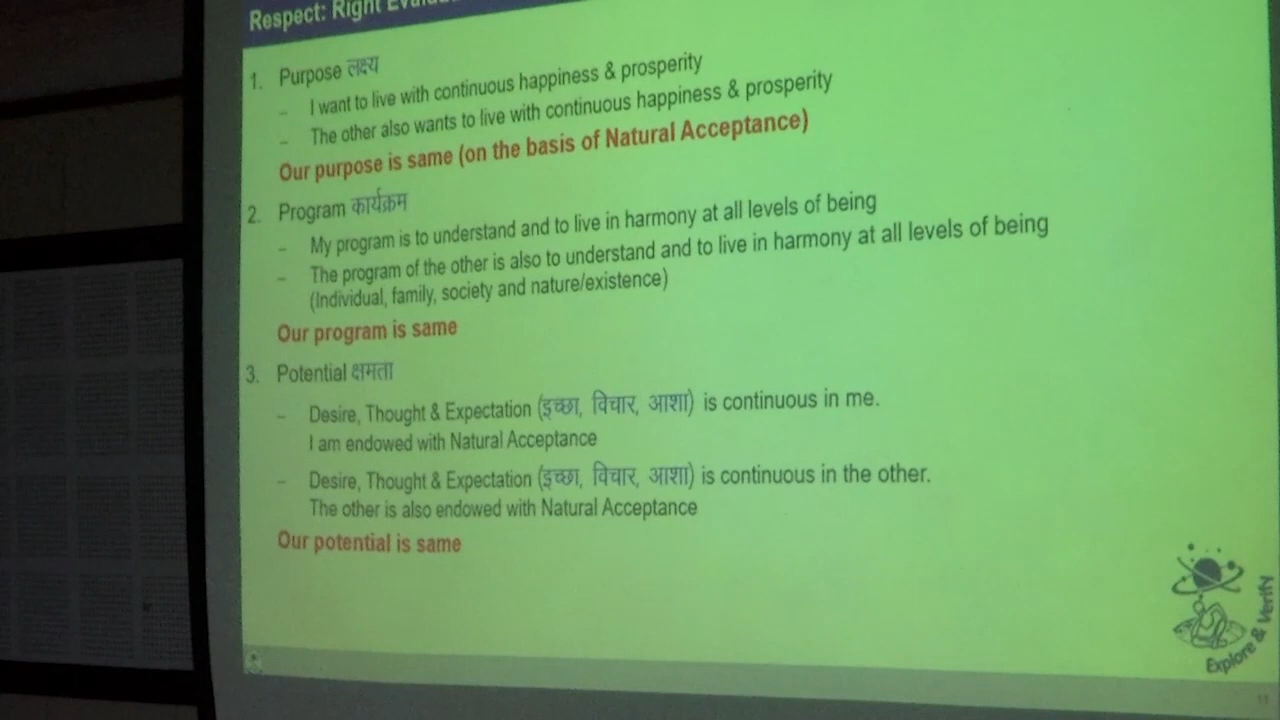 Respect: Right
1. Purpose लक्ष्य
– I want to live with continuous happiness & prosperity
– The other also wants to live with continuous happiness & prosperity
Our purpose is same (on the basis of Natural Acceptance)
2. Program कार्यक्रम
– My program is to understand and to live in harmony at all levels of being
– The program of the other is also to understand and to live in harmony at all levels of being
(Individual, family, society and nature/existence)
Our program is same
3. Potential क्षमता
– Desire, Thought & Expectation (इच्छा, विचार, आशा) is continuous in me.
I am endowed with Natural Acceptance
– Desire, Thought & Expectation (इच्छा, विचार, आशा) is continuous in the other.
The other is also endowed with Natural Acceptance
Our potential is same
Explore & Verify
11